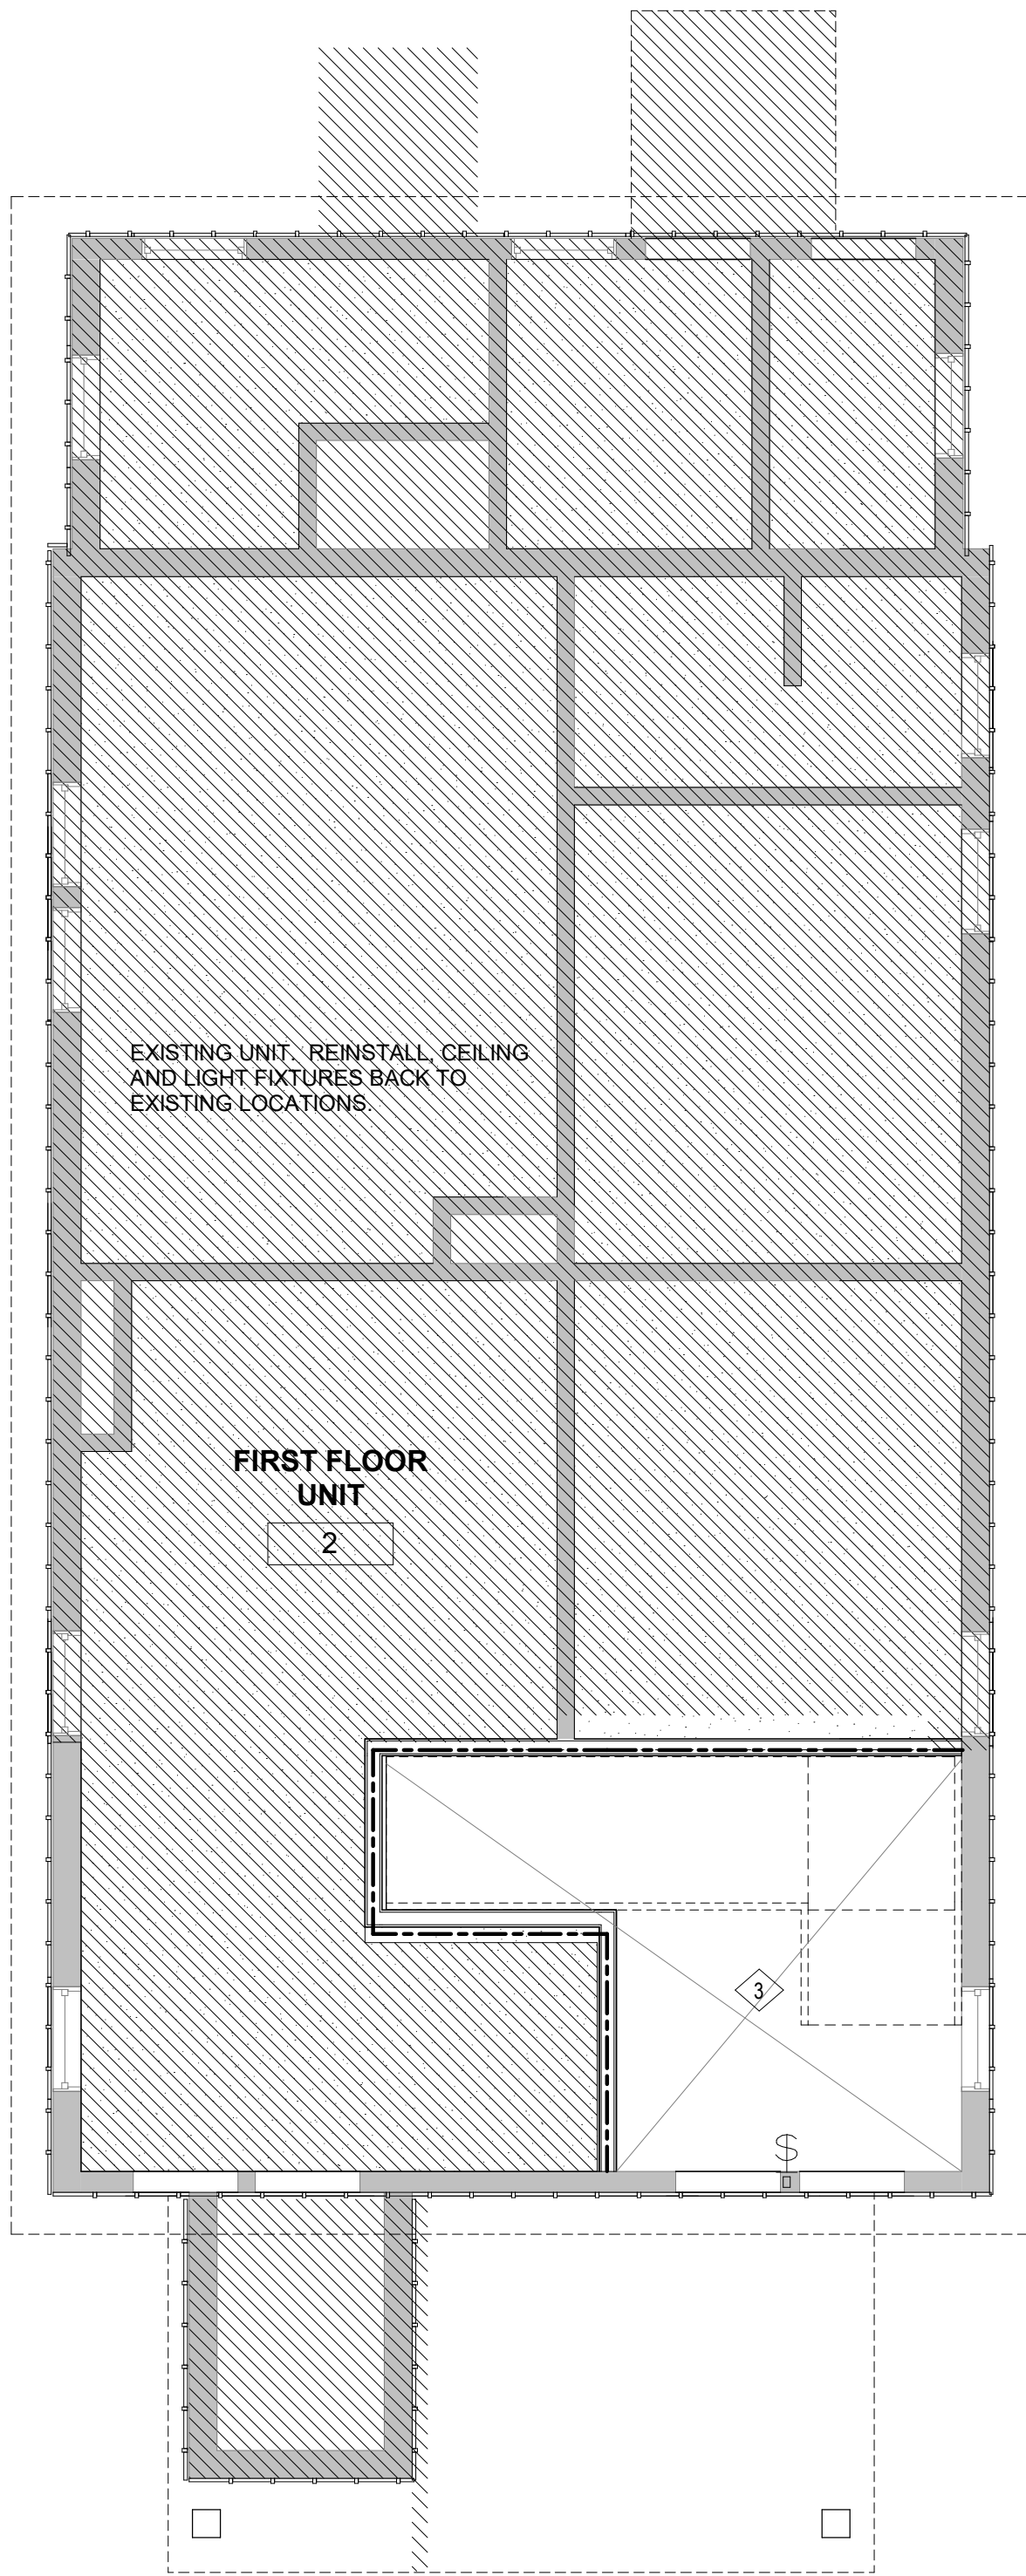 EXISTING UNIT. REINSTALL, CEILING
AND LIGHT FIXTURES BACK TO
EXISTING LOCATIONS.
FIRST FLOOR
UNIT
2
3
$